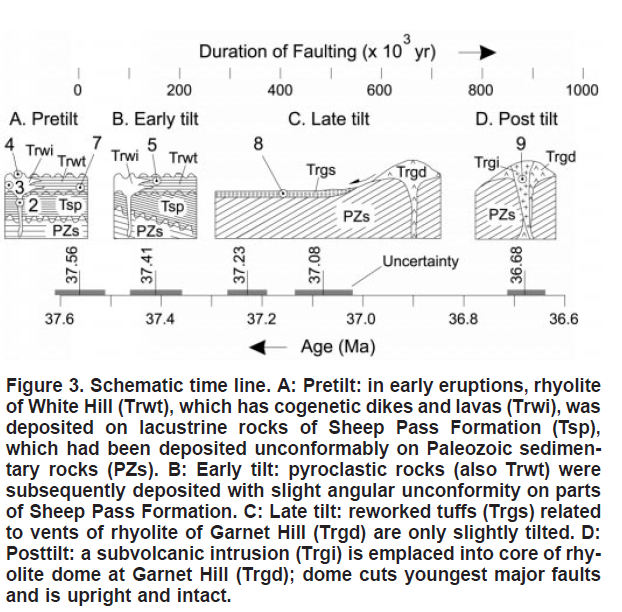 Duration of Faulting (x 10³ yr)
0 200 400 600 800 1000
A. Pretilt B. Early tilt C. Late tilt D. Post tilt
4 Trwi Trwt 7 Trwi 5 Trwt 8 Trgs Trgd Trgi 9 Trgd
3
2 Tsp Tsp
PZs PZs PZs PZs
37.56 37.41 37.23 37.08 36.68
Uncertainty
37.6 37.4 37.2 37.0 36.8 36.6
Age (Ma)
Figure 3. Schematic time line. A: Pretilt: in early eruptions, rhyolite
of White Hill (Trwt), which has cogenetic dikes and lavas (Trwi), was
deposited on lacustrine rocks of Sheep Pass Formation (Tsp),
which had been deposited unconformably on Paleozoic sedimen-
tary rocks (PZs). B: Early tilt: pyroclastic rocks (also Trwt) were
subsequently deposited with slight angular unconformity on parts
of Sheep Pass Formation. C: Late tilt: reworked tuffs (Trgs) related
to vents of rhyolite of Garnet Hill (Trgd) are only slightly tilted. D:
Posttilt: a subvolcanic intrusion (Trgi) is emplaced into core of rhy-
olite dome at Garnet Hill (Trgd); dome cuts youngest major faults
and is upright and intact.